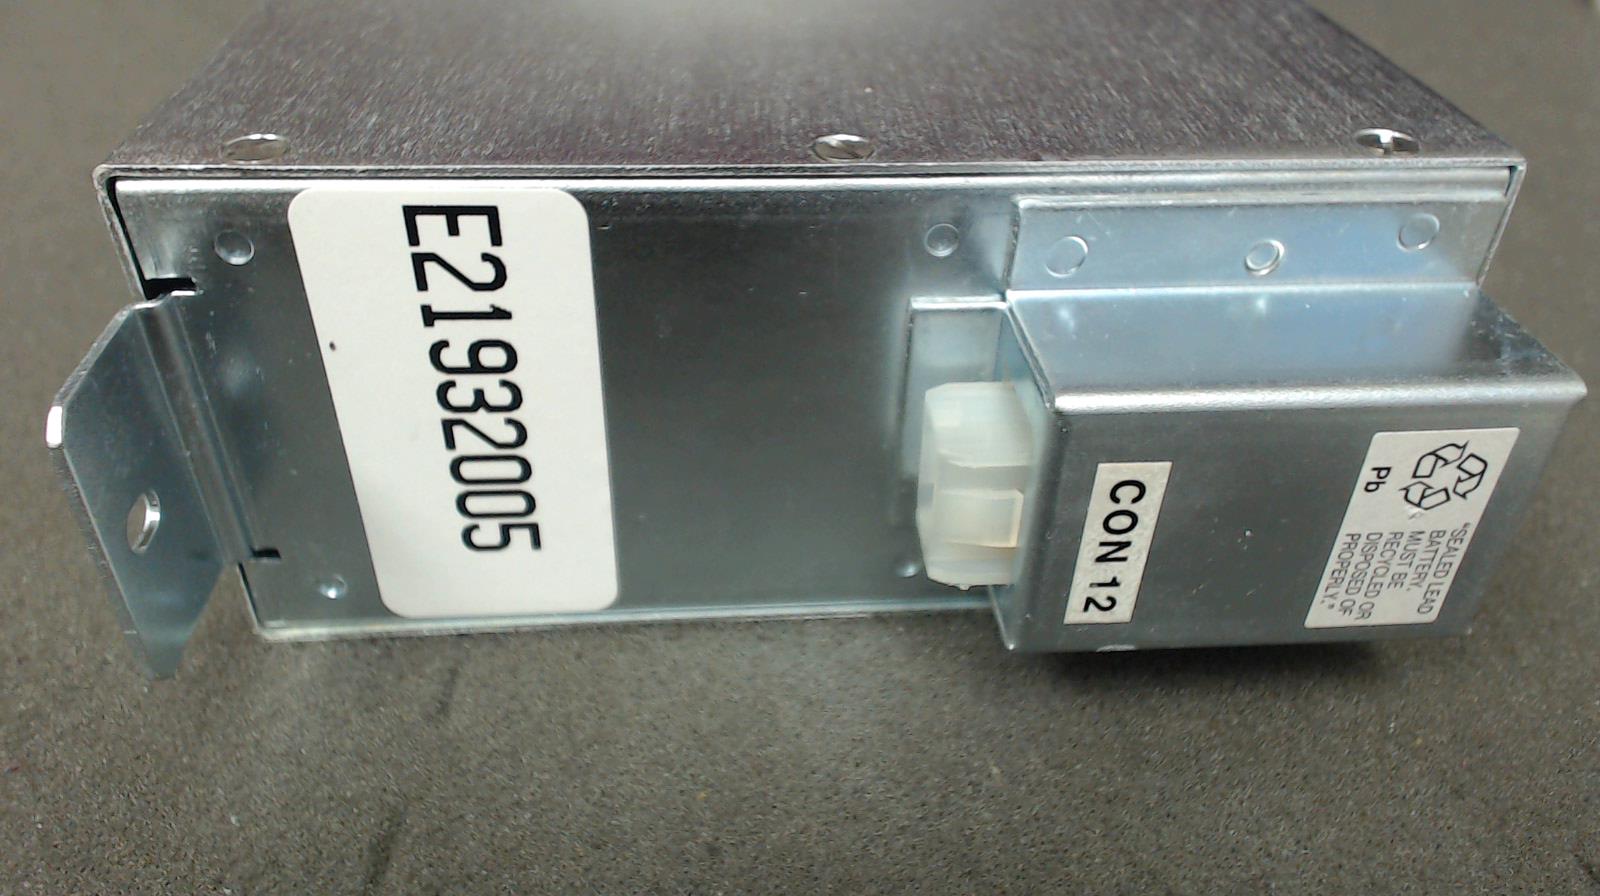 E21932005
CON 12
Pb
"SEALED LEAD
BATTERY.
MUST BE
RECYCLED OR
DISPOSED OF
PROPERLY."